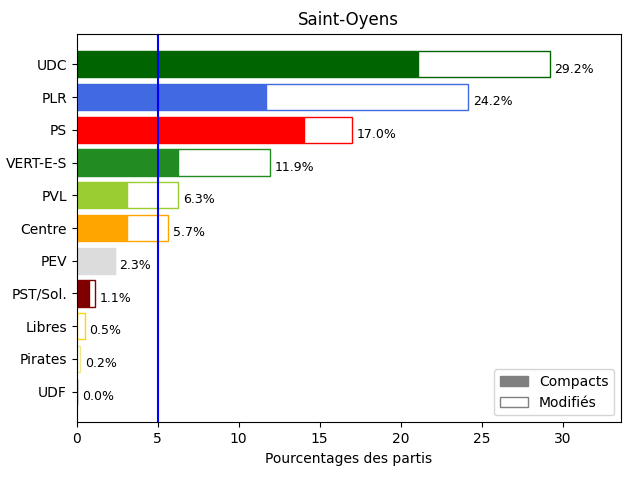 Saint-Oyens
UDC 29.2%
PLR 24.2%
PS 17.0%
VERT-E-S 11.9%
PVL 6.3%
Centre 5.7%
PEV 2.3%
PST/Sol. 1.1%
Libres 0.5%
Pirates 0.2%
UDF 0.0%
Compacts
Modifiés
0 5 10 15 20 25 30
Pourcentages des partis